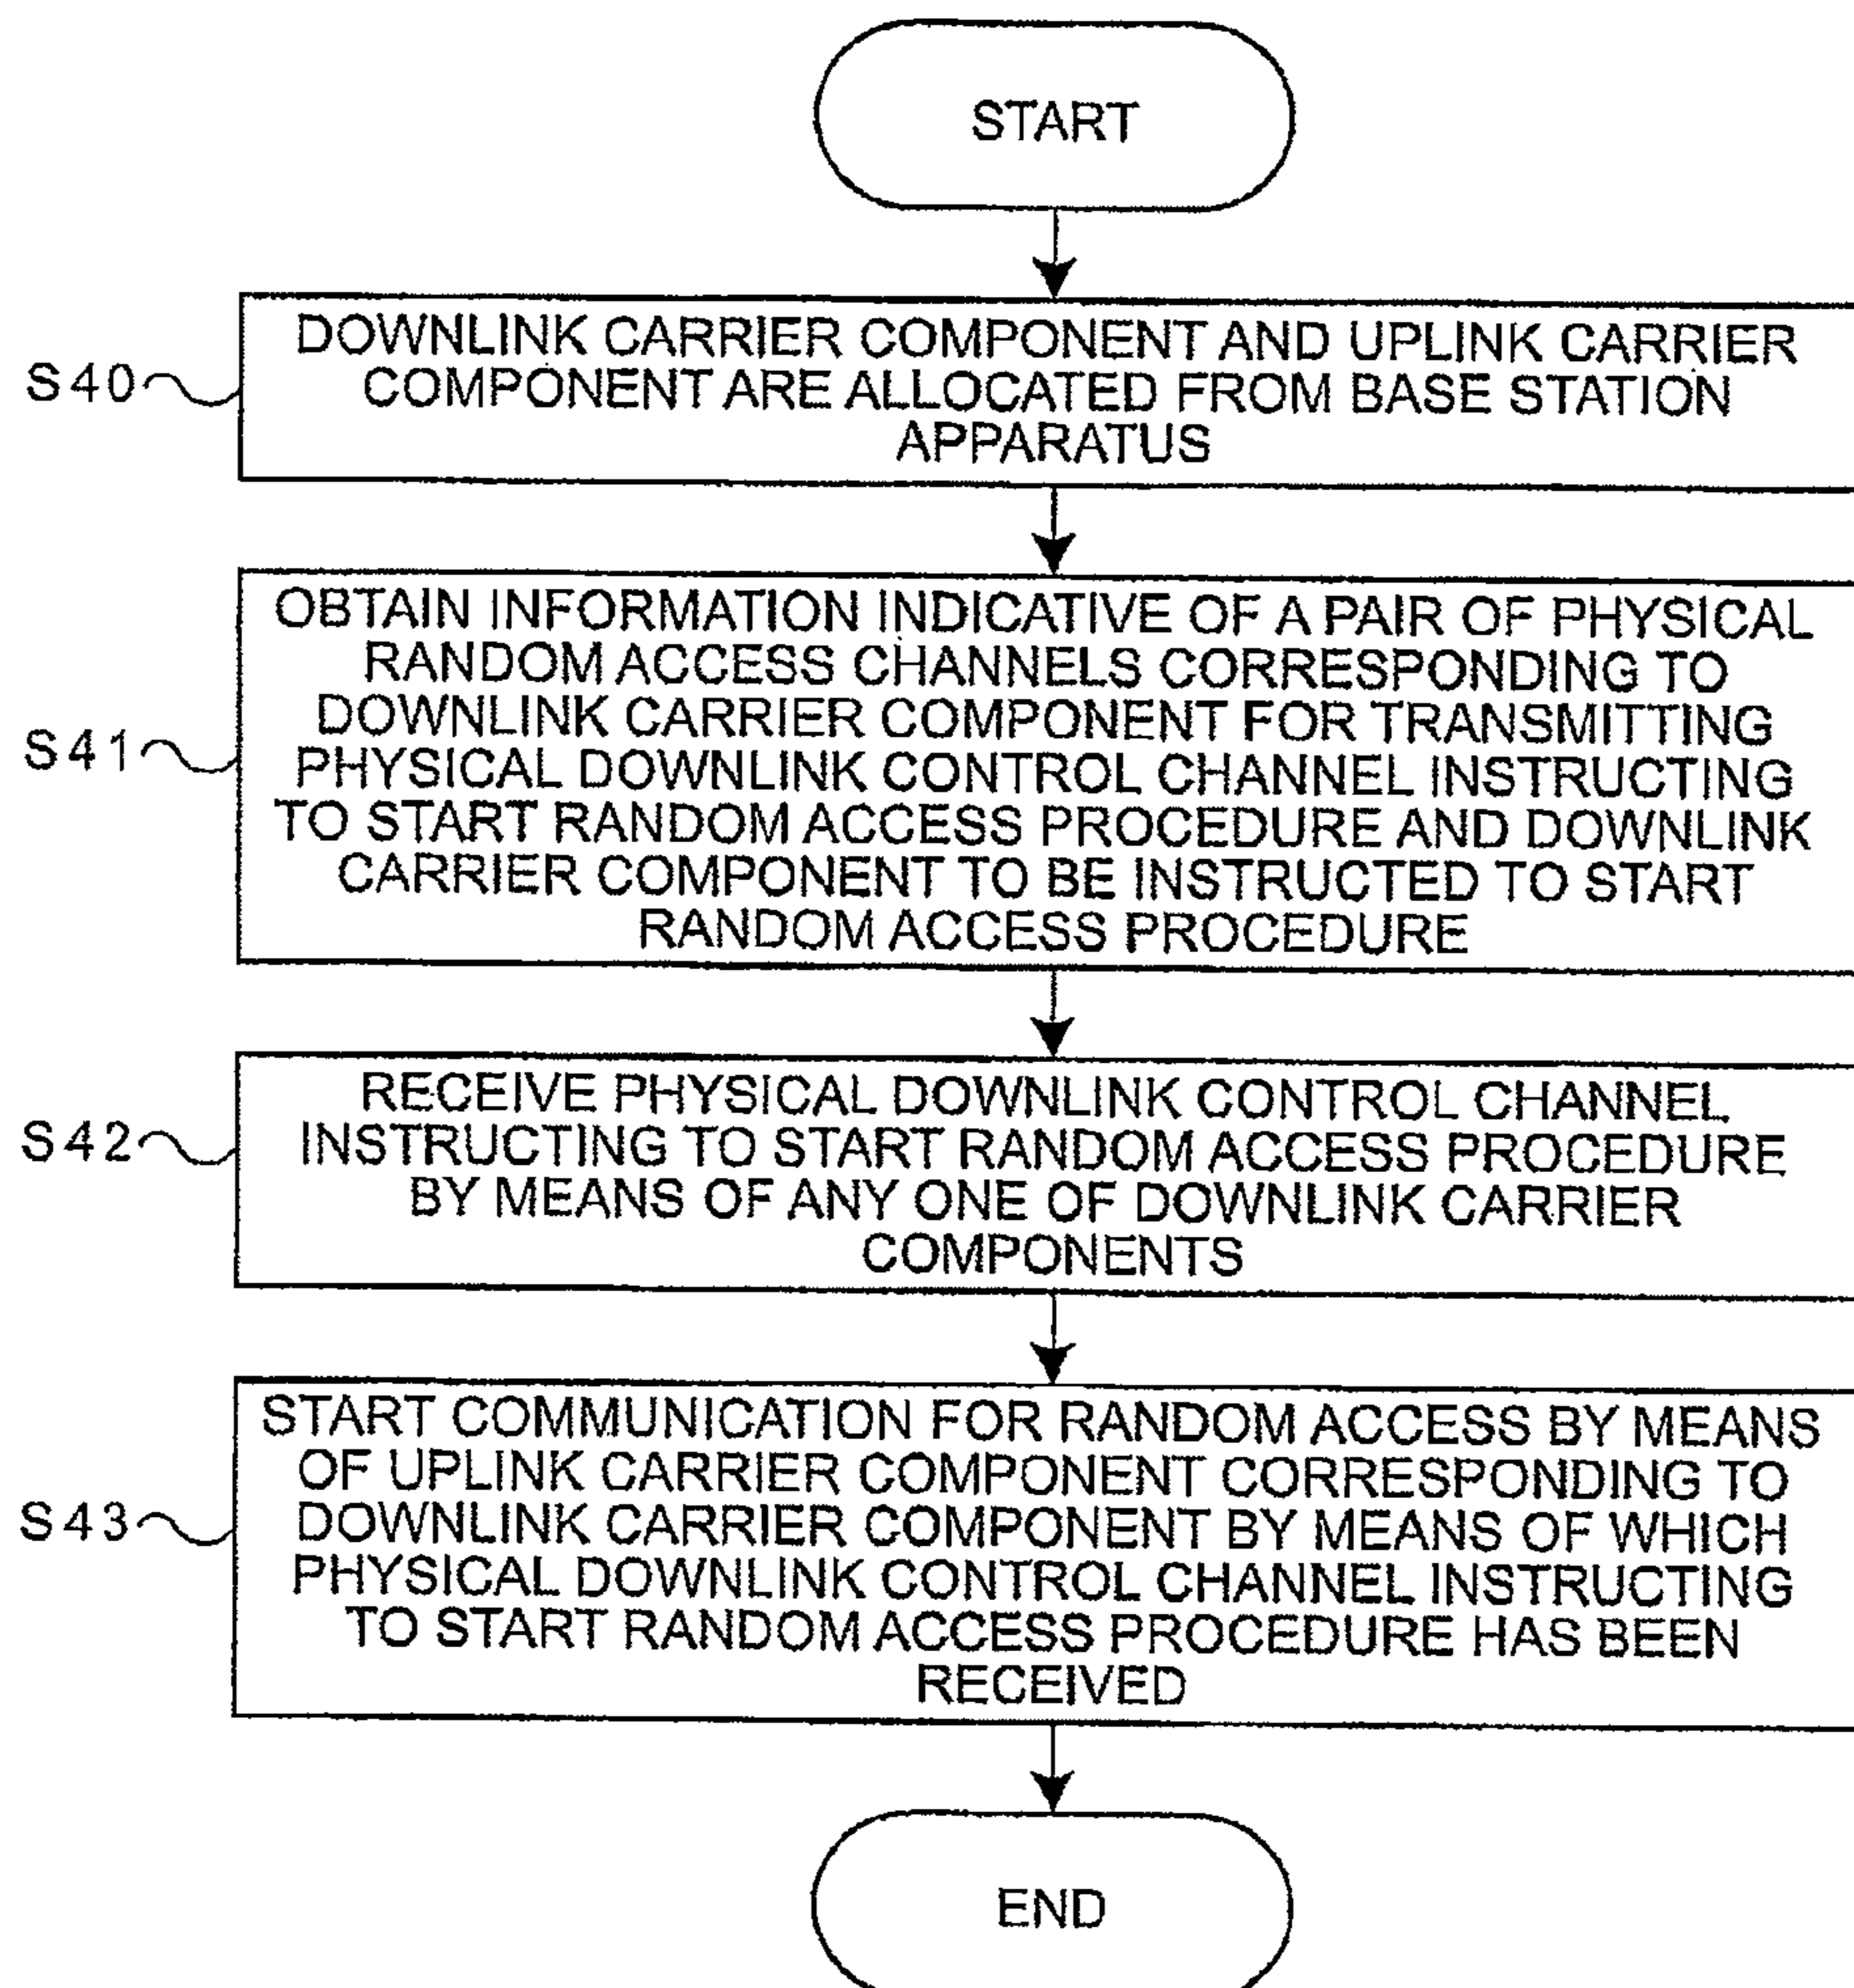 START
S40
DOWNLINK CARRIER COMPONENT AND UPLINK CARRIER
COMPONENT ARE ALLOCATED FROM BASE STATION
APPARATUS
S41
OBTAIN INFORMATION INDICATIVE OF A PAIR OF PHYSICAL
RANDOM ACCESS CHANNELS CORRESPONDING TO
DOWNLINK CARRIER COMPONENT FOR TRANSMITTING
PHYSICAL DOWNLINK CONTROL CHANNEL INSTRUCTING
TO START RANDOM ACCESS PROCEDURE AND DOWNLINK
CARRIER COMPONENT TO BE INSTRUCTED TO START
RANDOM ACCESS PROCEDURE
S42
RECEIVE PHYSICAL DOWNLINK CONTROL CHANNEL
INSTRUCTING TO START RANDOM ACCESS PROCEDURE
BY MEANS OF ANY ONE OF DOWNLINK CARRIER
COMPONENTS
S43
START COMMUNICATION FOR RANDOM ACCESS BY MEANS
OF UPLINK CARRIER COMPONENT CORRESPONDING TO
DOWNLINK CARRIER COMPONENT BY MEANS OF WHICH
PHYSICAL DOWNLINK CONTROL CHANNEL INSTRUCTING
TO START RANDOM ACCESS PROCEDURE HAS BEEN
RECEIVED
END